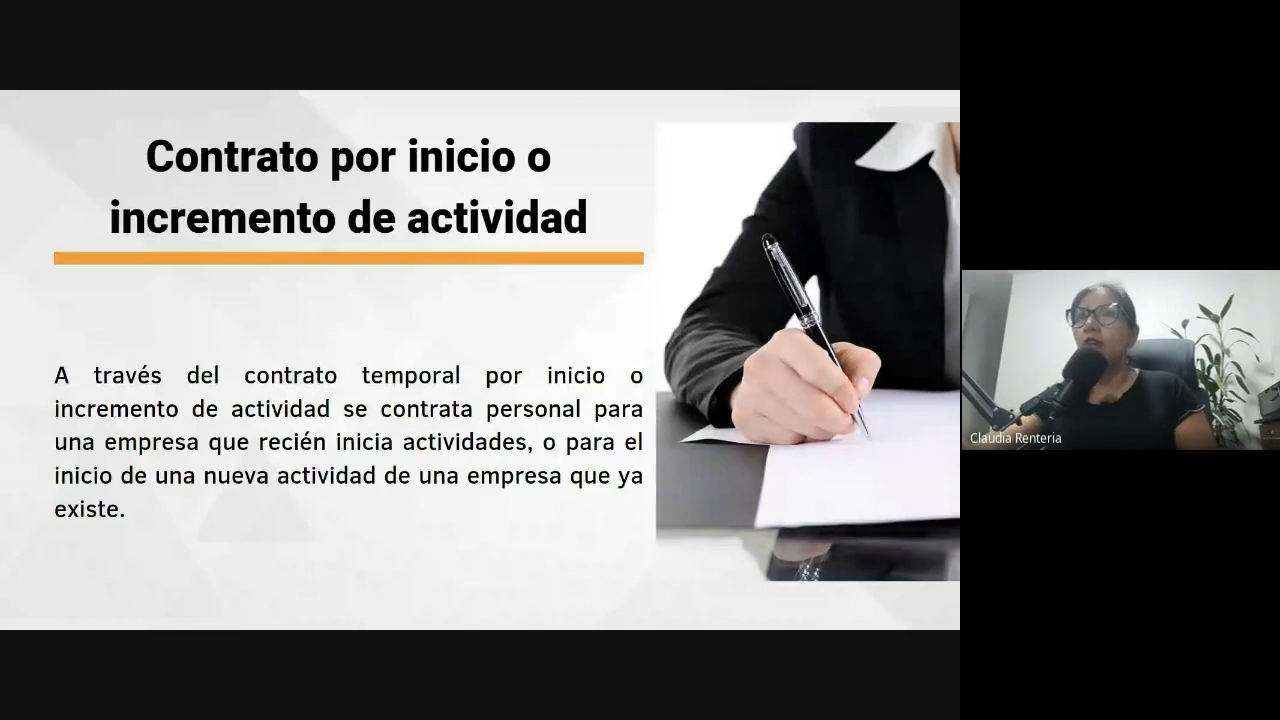 Contrato por inicio o
incremento de actividad
A través del contrato temporal por inicio o
incremento de actividad se contrata personal para
una empresa que recién inicia actividades, o para el
inicio de una nueva actividad de una empresa que ya
existe.
Claudia Renteria